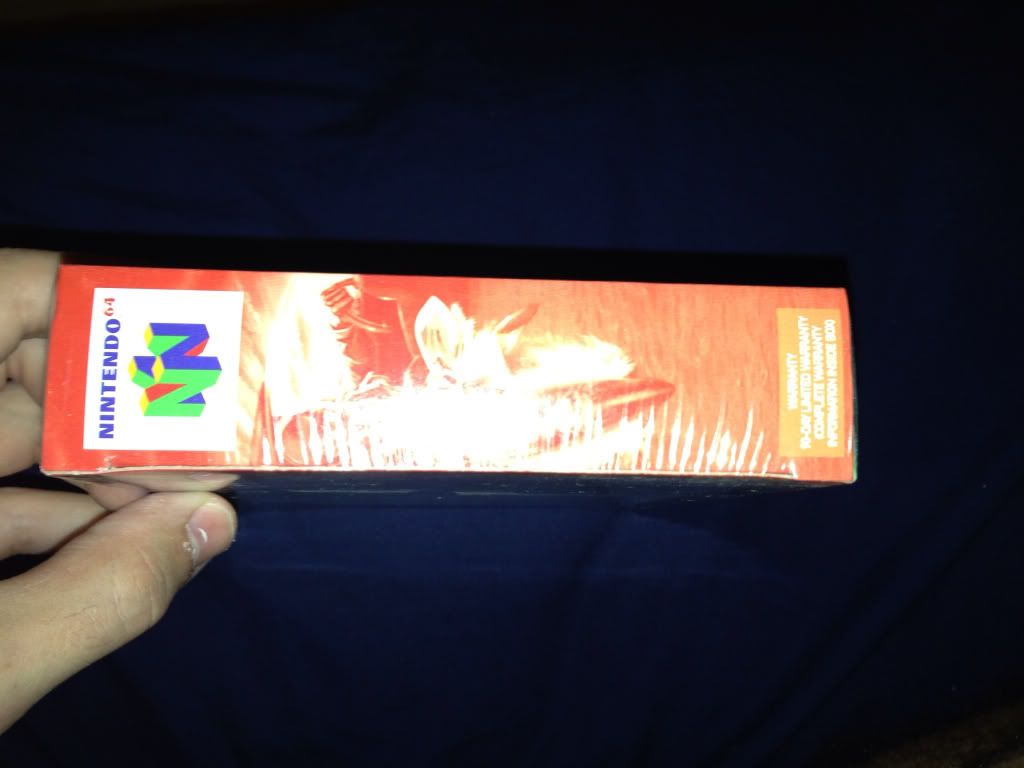 NINTENDO64
WARRANTY
90-DAY LIMITED WARRANTY
COMPLETE WARRANTY
INFORMATION INSIDE BOX)